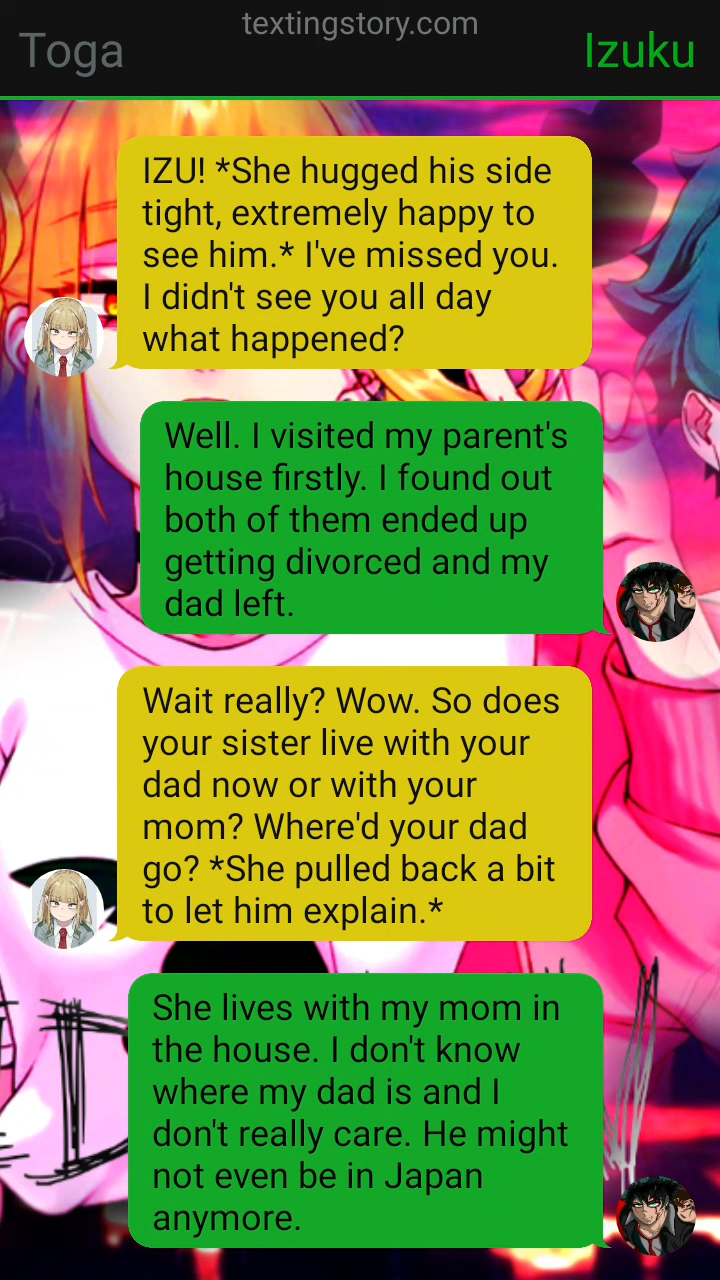 textingstory.com
Toga
Izuku
IZU! *She hugged his side
tight, extremely happy to
see him.* I've missed you.
I didn't see you all day
what happened?
Well. I visited my parent's
house firstly. I found out
both of them ended up
getting divorced and my
dad left.
Wait really? Wow. So does
your sister live with your
dad now or with your
mom? Where'd your dad
go? *She pulled back a bit
to let him explain.*
She lives with my mom in
the house. I don't know
where my dad is and I
don't really care. He might
not even be in Japan
anymore.